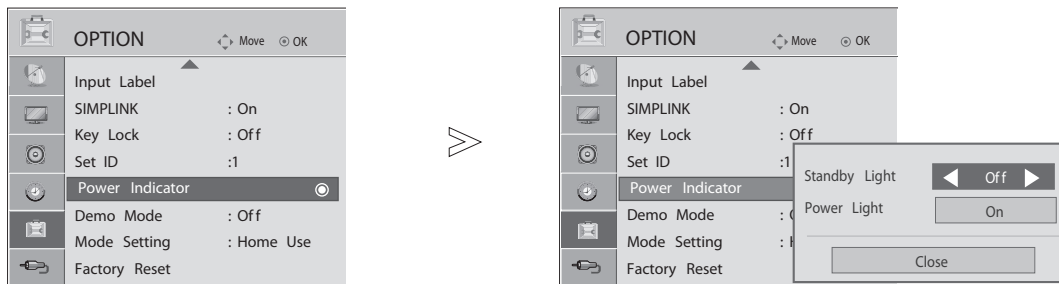 OPTION Move OK
Input Label
SIMPLINK : On
Key Lock : Off
Set ID :1
Power Indicator
Demo Mode : Off
Mode Setting : Home Use
Factory Reset
OPTION Move OK
Input Label
SIMPLINK : On
Key Lock : Off
Set ID :1
Power Indicator
Demo Mode :
Mode Setting :
Factory Reset
Standby Light Off
Power Light On
Close